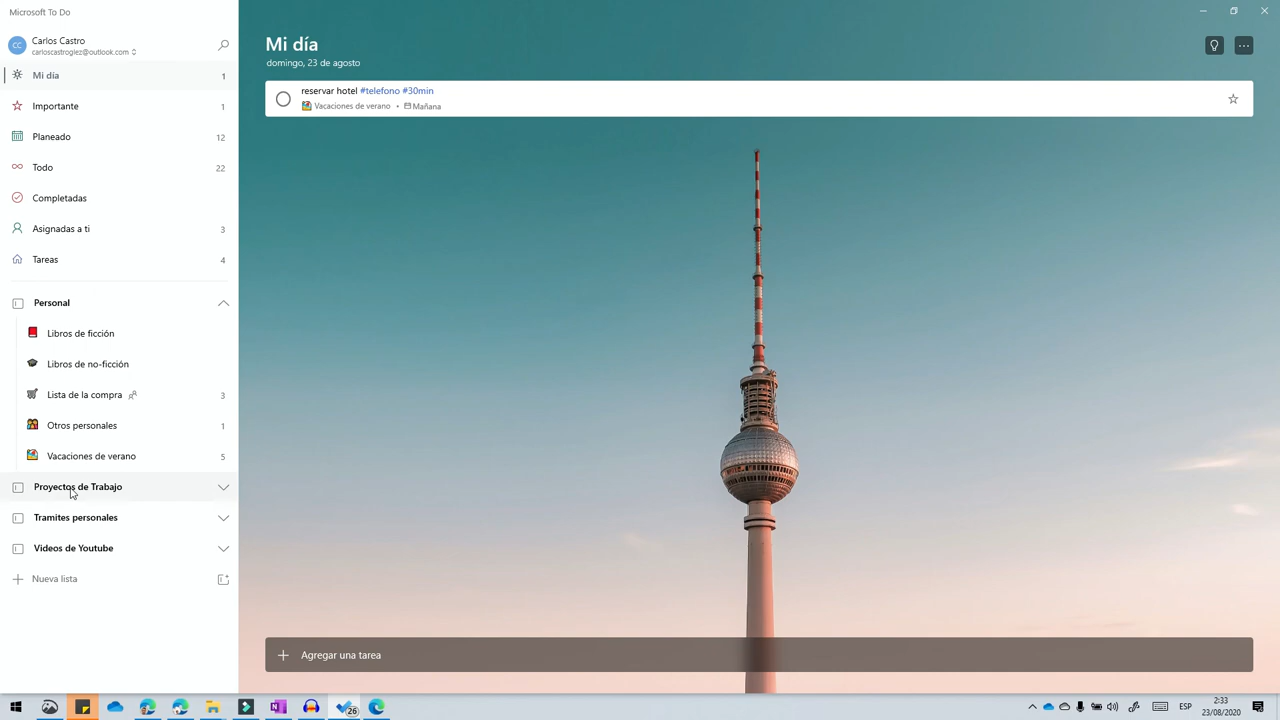 Microsoft To Do
CC
Carlos Castro
carloscastroglez@outlook.com
Mi día 1
Importante 1
Planeado 12
Todo 22
Completadas
Asignadas a ti 3
Tareas 4
Personal
Libros de ficción
Libros de no-ficción
Lista de la compra 3
Otros personales 1
Vacaciones de verano 5
Proyectos de Trabajo
Tramites personales
Videos de Youtube
Nueva lista
Mi día
domingo, 23 de agosto
reservar hotel #telefono #30min
Vacaciones de verano • Mañana
Agregar una tarea
26
ESP
2:33
23/08/2020